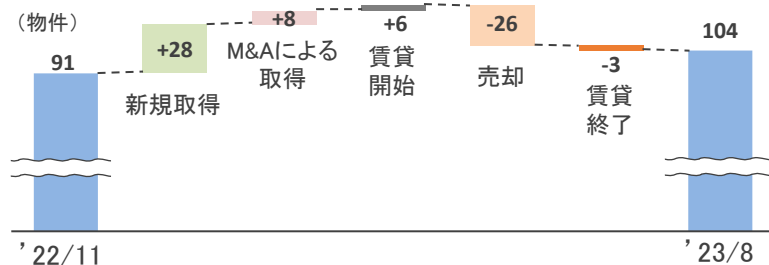 (物件)
91
+28
新規取得
+8
M&Aによる
取得
+6
賃貸
開始
-26
売却
-3
賃貸
終了
104
’22/11
’23/8